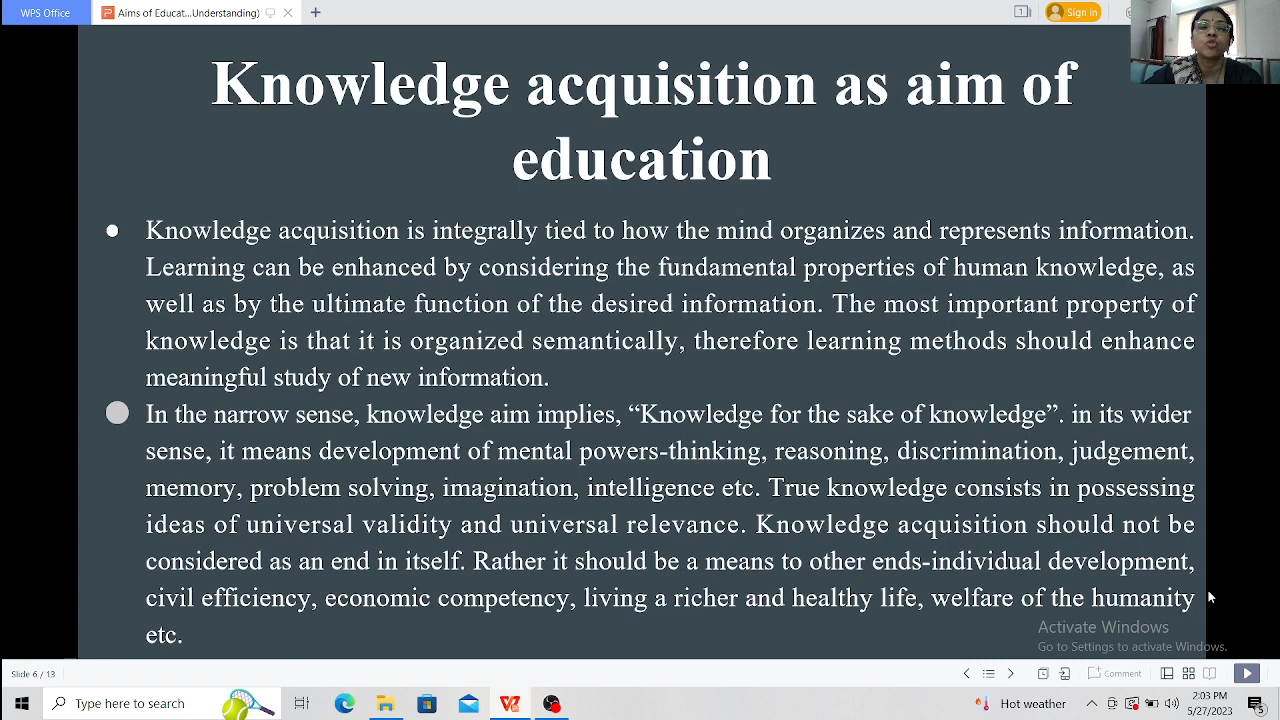 WPS Office
Aims of Educat...Understanding)
Sign in
Knowledge acquisition as aim of
education
Knowledge acquisition is integrally tied to how the mind organizes and represents information.
Learning can be enhanced by considering the fundamental properties of human knowledge, as
well as by the ultimate function of the desired information. The most important property of
knowledge is that it is organized semantically, therefore learning methods should enhance
meaningful study of new information.
In the narrow sense, knowledge aim implies, “Knowledge for the sake of knowledge”. in its wider
sense, it means development of mental powers-thinking, reasoning, discrimination, judgement,
memory, problem solving, imagination, intelligence etc. True knowledge consists in possessing
ideas of universal validity and universal relevance. Knowledge acquisition should not be
considered as an end in itself. Rather it should be a means to other ends-individual development,
civil efficiency, economic competency, living a richer and healthy life, welfare of the humanity
etc.
Activate Windows
Go to Settings to activate Windows.
Slide 6 / 13
Comment
Type here to search
Hot weather
2:03 PM
5/27/2023
5